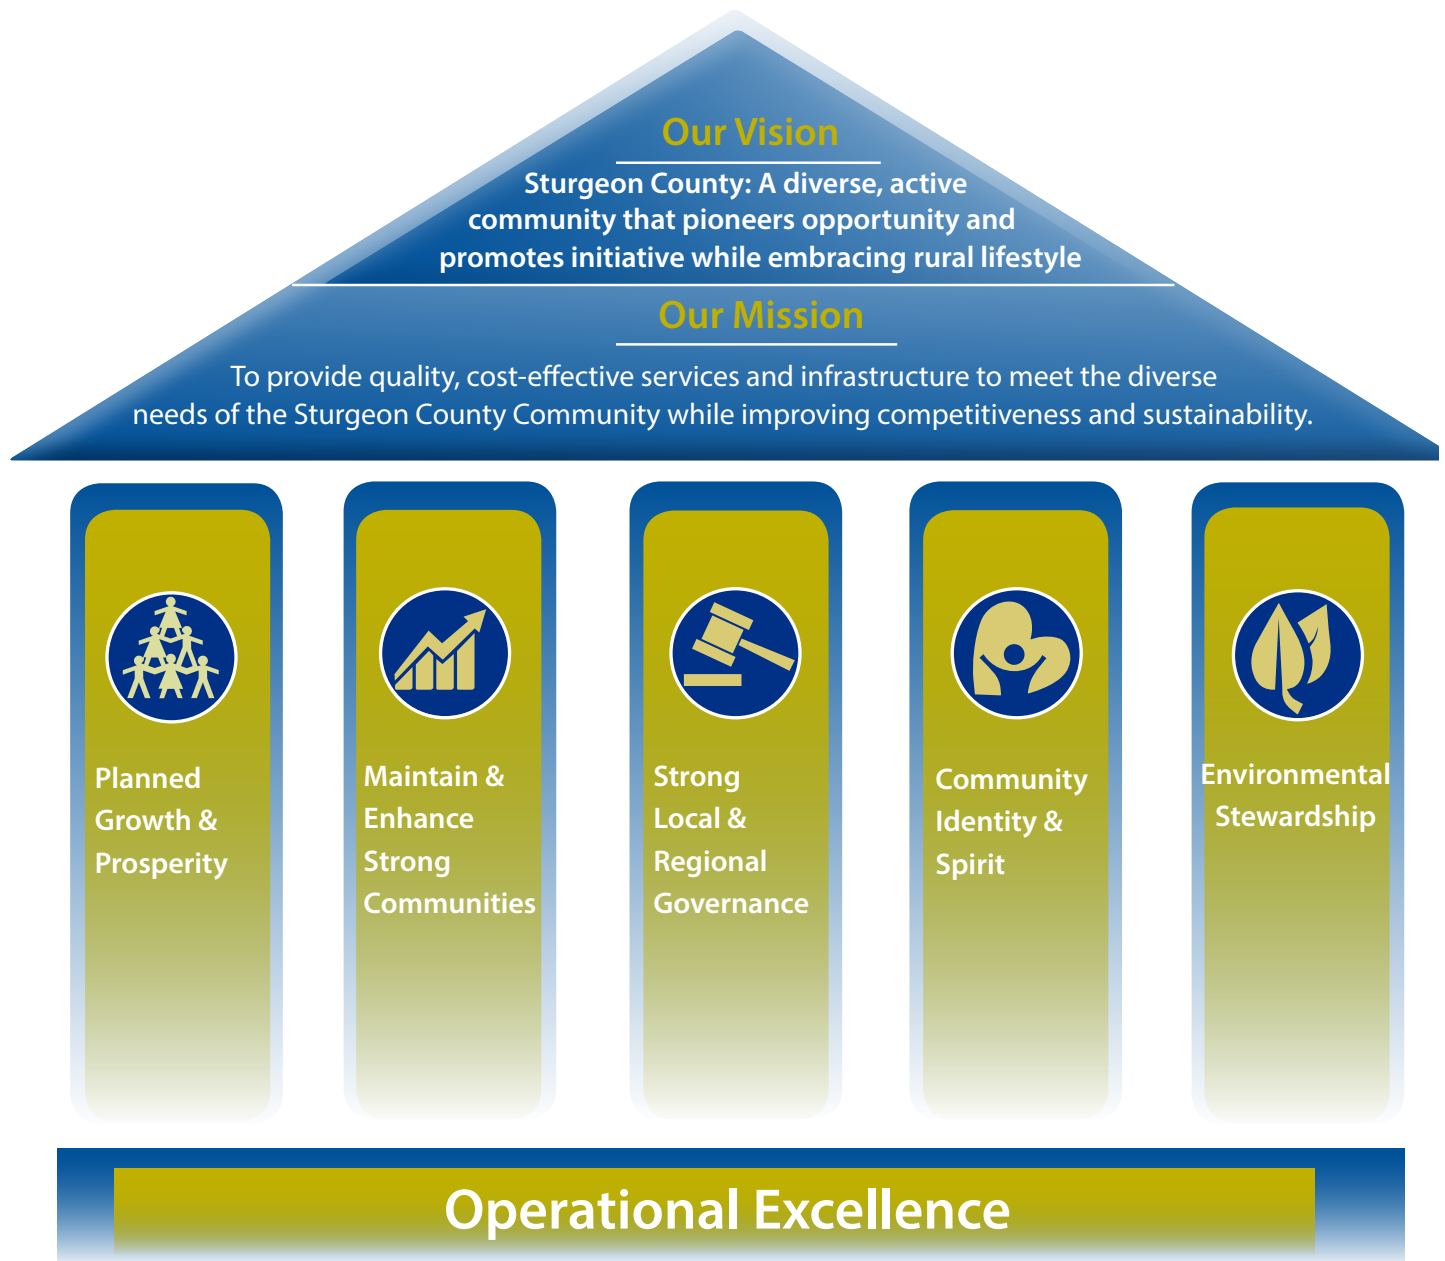 Our Vision
Sturgeon County: A diverse, active
community that pioneers opportunity and
promotes initiative while embracing rural lifestyle
Our Mission
To provide quality, cost-effective services and infrastructure to meet the diverse
needs of the Sturgeon County Community while improving competitiveness and sustainability.
Planned
Growth &
Prosperity
Maintain &
Enhance
Strong
Communities
Strong
Local &
Regional
Governance
Community
Identity &
Spirit
Environmental
Stewardship
Operational Excellence